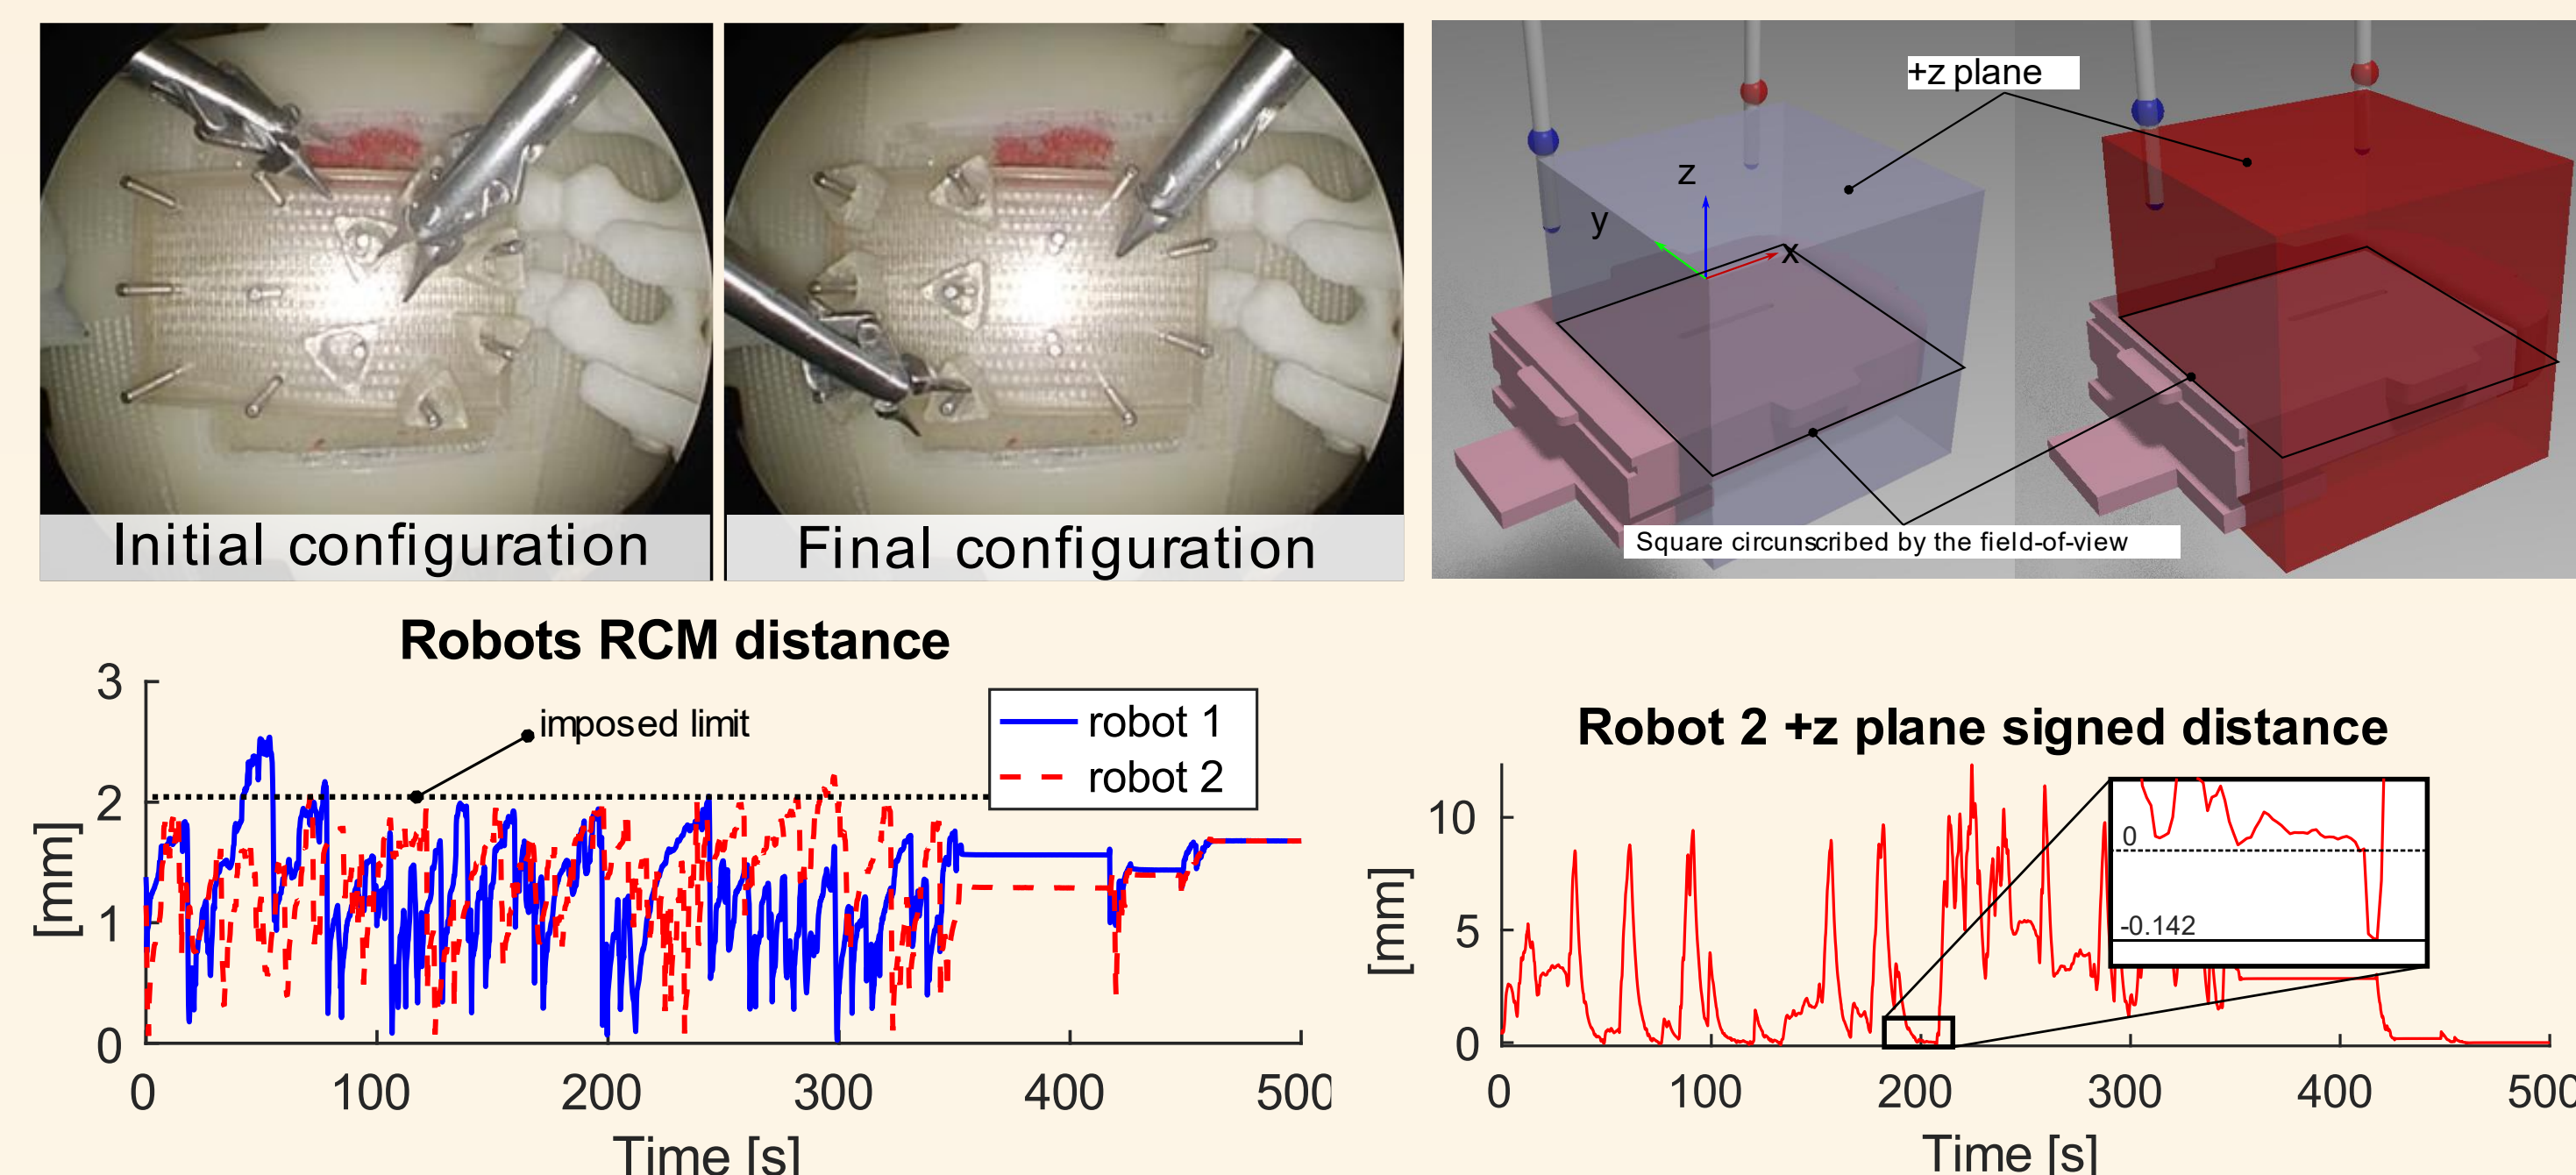 Initial configuration
Final configuration
+z plane
z
y
x
Square circunscribed by the field-of-view
Robots RCM distance
3
2
1
0
[mm]
imposed limit
robot 1
robot 2
0 100 200 300 400 500
Time [s]
Robot 2 +z plane signed distance
10
5
0
[mm]
0
-0.142
0 100 200 300 400 500
Time [s]